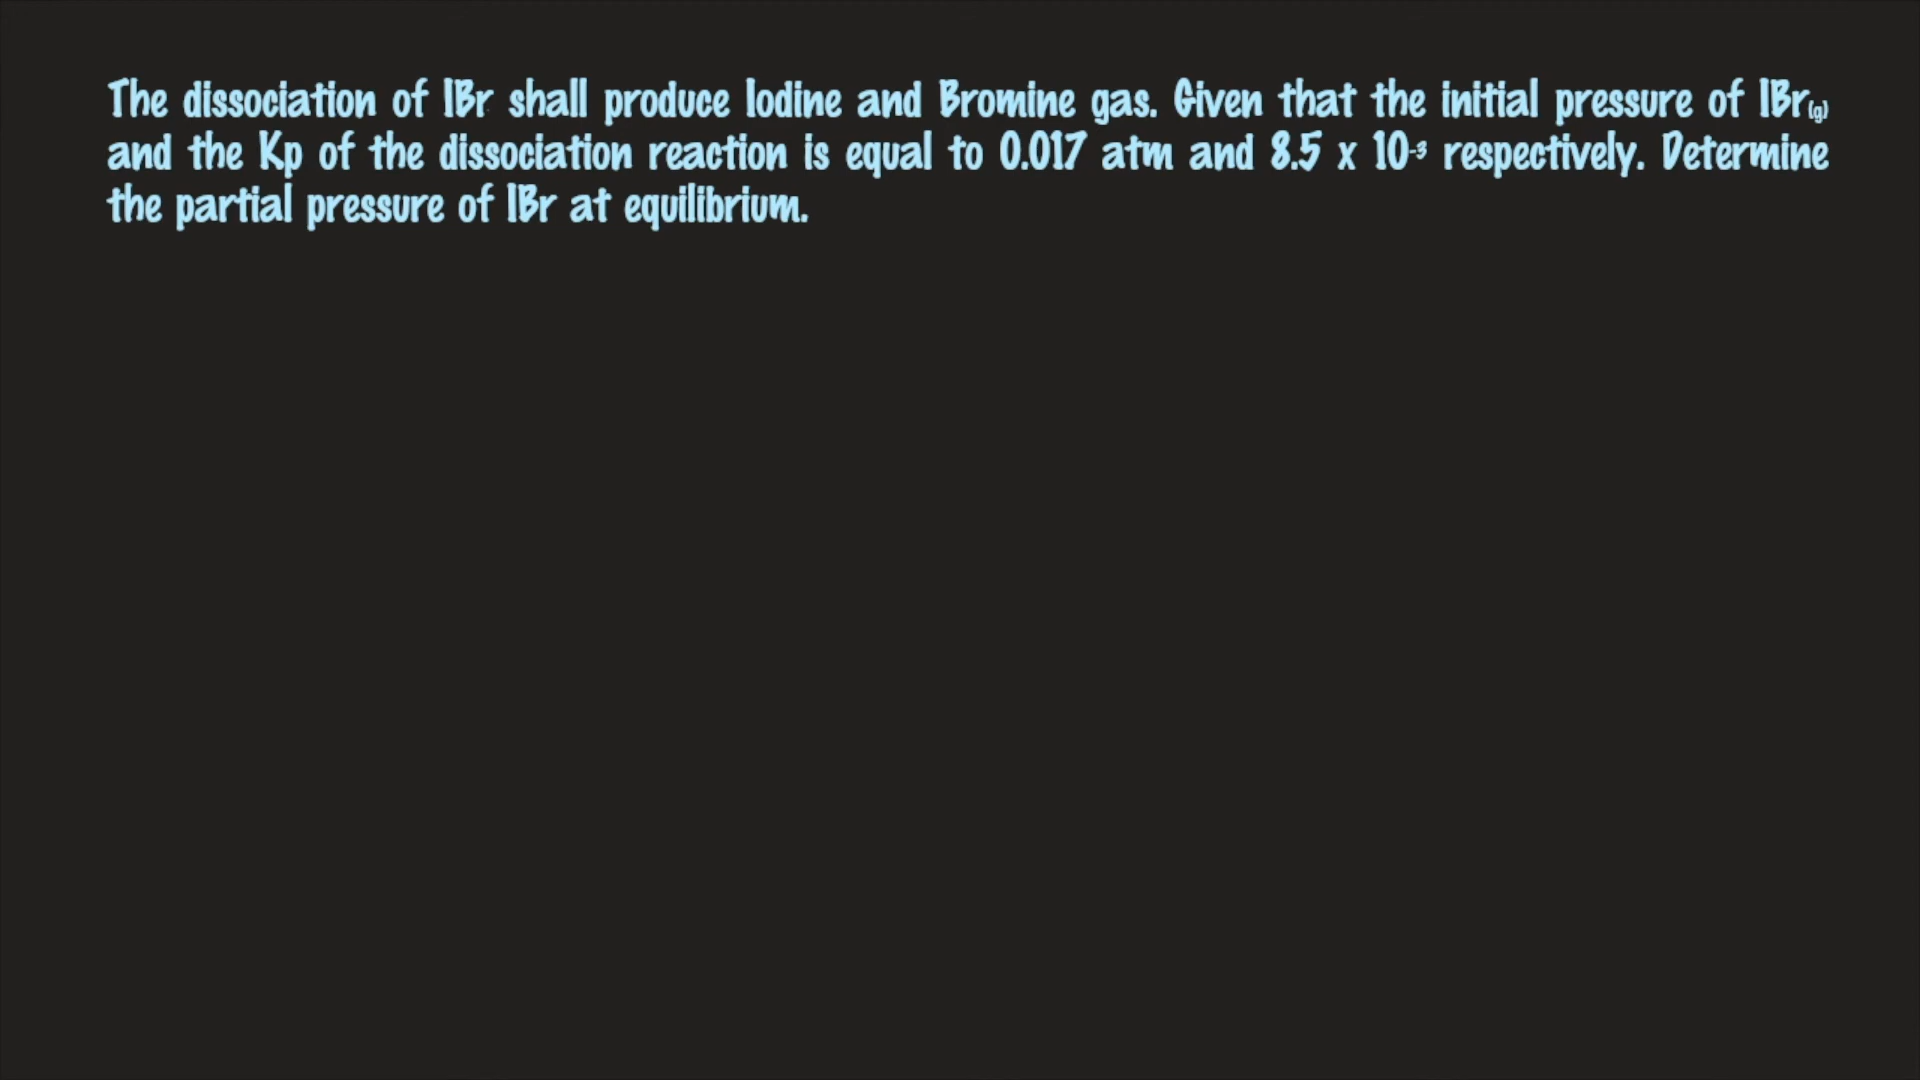 The dissociation of IBr shall produce Iodine and Bromine gas. Given that the initial pressure of IBr(g)
and the Kp of the dissociation reaction is equal to 0.017 atm and 8.5 x 10-³ respectively. Determine
the partial pressure of IBr at equilibrium.